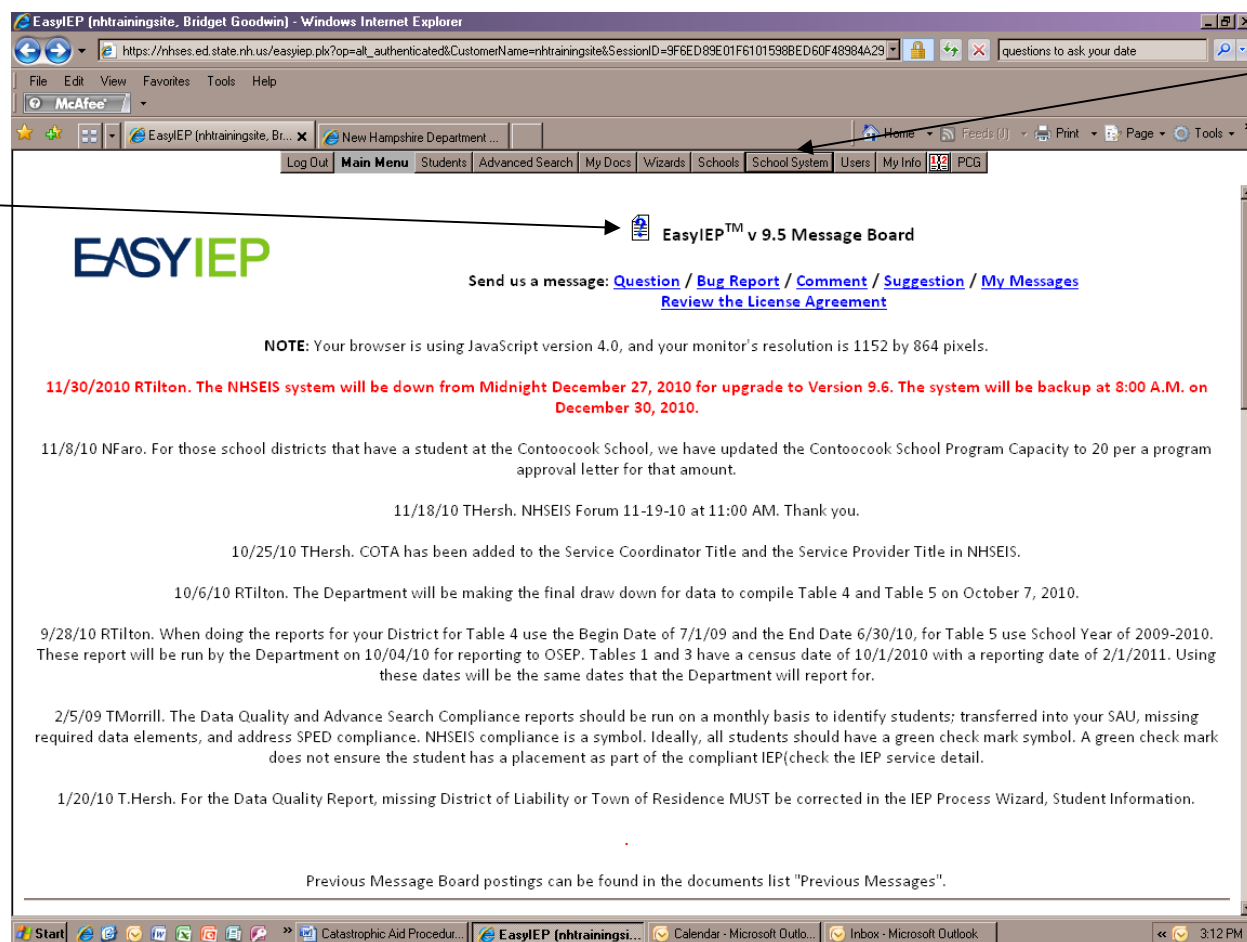 EasyIEP (nhtrainingsite, Bridget Goodwin) - Windows Internet Explorer
https://nhses.ed.state.nh.us/easyiep.plx?op=alt_authenticated&CustomerName=nhtrainingsite&SessionID=9F6ED89E01F6101598BED60F48984A29
questions to ask your date
File Edit View Favorites Tools Help
McAfee
EasyIEP (nhtrainingsite, Br... New Hampshire Department ... Home Feeds (J) Print Page Tools
Log Out Main Menu Students Advanced Search My Docs Wizards Schools School System Users My Info PCG
EASYIEP
EasyIEP™ v 9.5 Message Board
Send us a message: Question / Bug Report / Comment / Suggestion / My Messages
Review the License Agreement
NOTE: Your browser is using JavaScript version 4.0, and your monitor's resolution is 1152 by 864 pixels.
11/30/2010 RTilton. The NHSEIS system will be down from Midnight December 27, 2010 for upgrade to Version 9.6. The system will be backup at 8:00 A.M. on
December 30, 2010.
11/8/10 NFaro. For those school districts that have a student at the Contoocook School, we have updated the Contoocook School Program Capacity to 20 per a program
approval letter for that amount.
11/18/10 THersh. NHSEIS Forum 11-19-10 at 11:00 AM. Thank you.
10/25/10 THersh. COTA has been added to the Service Coordinator Title and the Service Provider Title in NHSEIS.
10/6/10 RTilton. The Department will be making the final draw down for data to compile Table 4 and Table 5 on October 7, 2010.
9/28/10 RTilton. When doing the reports for your District for Table 4 use the Begin Date of 7/1/09 and the End Date 6/30/10, for Table 5 use School Year of 2009-2010.
These report will be run by the Department on 10/04/10 for reporting to OSEP. Tables 1 and 3 have a census date of 10/1/2010 with a reporting date of 2/1/2011. Using
these dates will be the same dates that the Department will report for.
2/5/09 TMorrill. The Data Quality and Advance Search Compliance reports should be run on a monthly basis to identify students; transferred into your SAU, missing
required data elements, and address SPED compliance. NHSEIS compliance is a symbol. Ideally, all students should have a green check mark symbol. A green check mark
does not ensure the student has a placement as part of the compliant IEP(check the IEP service detail.
1/20/10 T.Hersh. For the Data Quality Report, missing District of Liability or Town of Residence MUST be corrected in the IEP Process Wizard, Student Information.
.
Previous Message Board postings can be found in the documents list "Previous Messages".
Start » Catastrophic Aid Procedur... EasyIEP (nhtrainingsi... Calendar - Microsoft Outlo... Inbox - Microsoft Outlook « 3:12 PM